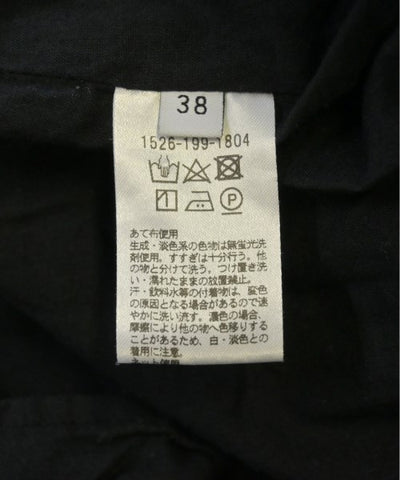 38
1526-199-1804
P
あて布使用
生成・淡色系の色物は無蛍光洗
剤使用。すすぎは十分行う。他
の物と分けて洗う。つけ置き洗
い・濡れたままの放置禁止。
汗・飲料水等の付着物は、変色
の原因となる場合があるので速
やかに洗い流す。濃色の場合、
摩擦により他の物へ色移りする
ことがあるため、白・淡色との
着用に注意。
ネット使用